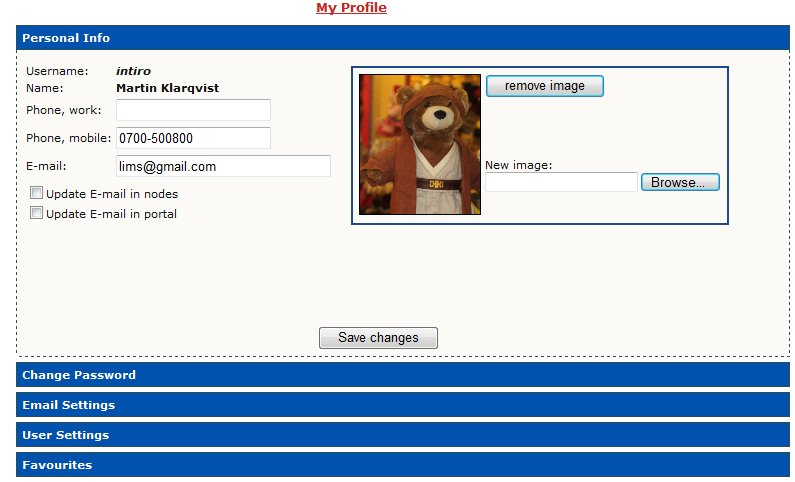 My Profile
Personal Info
Username: intiro
Name: Martin Klarqvist
Phone, work:
Phone, mobile: 0700-500800
E-mail: lims@gmail.com
Update E-mail in nodes
Update E-mail in portal
remove image
New image:
Browse...
Save changes
Change Password
Email Settings
User Settings
Favourites